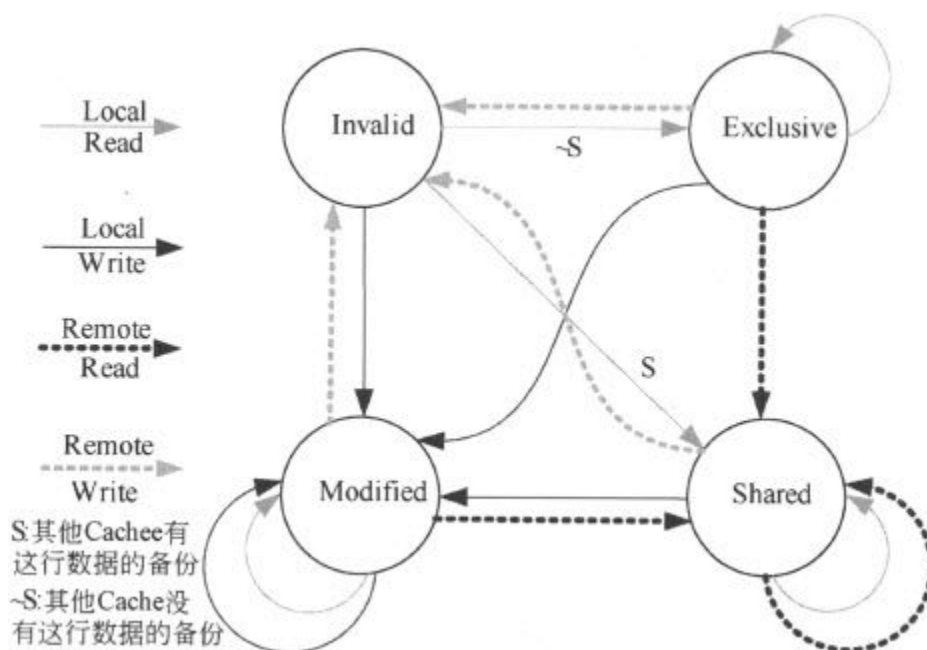 Local
Read
Local
Write
Remote
Read
Remote
Write
S:其他Cachee有
这行数据的备份
~S:其他Cache没
有这行数据的备份
Invalid
Exclusive
~S
S
Modified
Shared